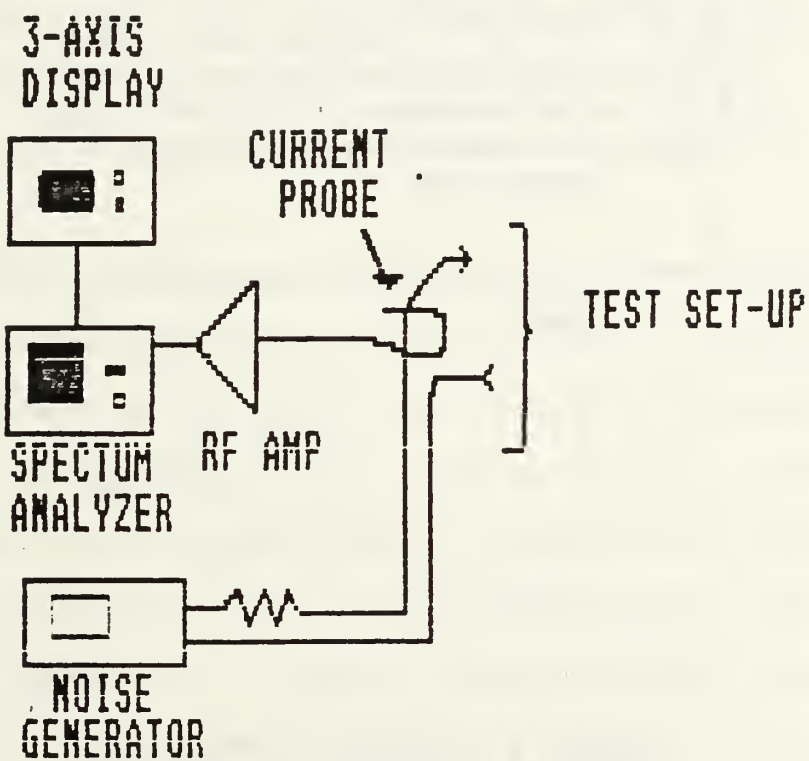 3-AXIS
DISPLAY
CURRENT
PROBE
TEST SET-UP
RF AMP
SPECTUM
ANALYZER
NOISE
GENERATOR